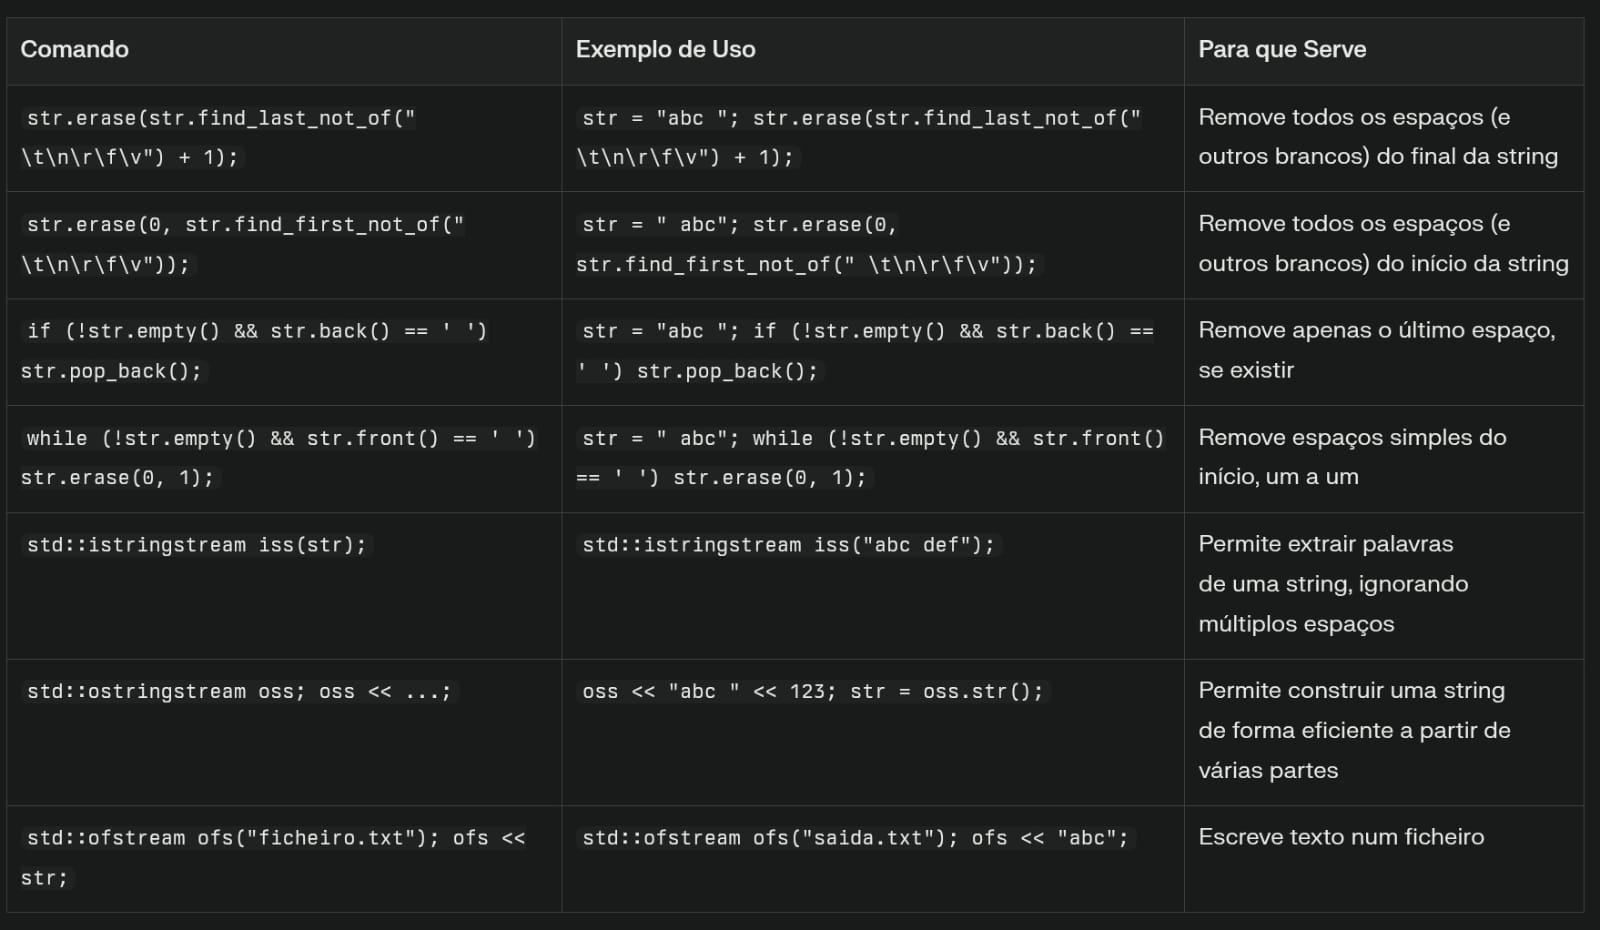 Comando
Exemplo de Uso
Para que Serve
str.erase(str.find_last_not_of("
\t\n\r\f\v") + 1);
str = "abc "; str.erase(str.find_last_not_of("
\t\n\r\f\v") + 1);
Remove todos os espaços (e
outros brancos) do final da string
str.erase(0, str.find_first_not_of("
\t\n\r\f\v"));
str = " abc"; str.erase(0,
str.find_first_not_of(" \t\n\r\f\v"));
Remove todos os espaços (e
outros brancos) do início da string
if (!str.empty() && str.back() == ' ')
str.pop_back();
str = "abc "; if (!str.empty() && str.back() ==
' ') str.pop_back();
Remove apenas o último espaço,
se existir
while (!str.empty() && str.front() == ' ')
str.erase(0, 1);
str = " abc"; while (!str.empty() && str.front()
== ' ') str.erase(0, 1);
Remove espaços simples do
início, um a um
std::istringstream iss(str);
std::istringstream iss("abc def");
Permite extrair palavras
de uma string, ignorando
múltiplos espaços
std::ostringstream oss; oss << ...;
oss << "abc " << 123; str = oss.str();
Permite construir uma string
de forma eficiente a partir de
várias partes
std::ofstream ofs("ficheiro.txt"); ofs <<
str;
std::ofstream ofs("saida.txt"); ofs << "abc";
Escreve texto num ficheiro